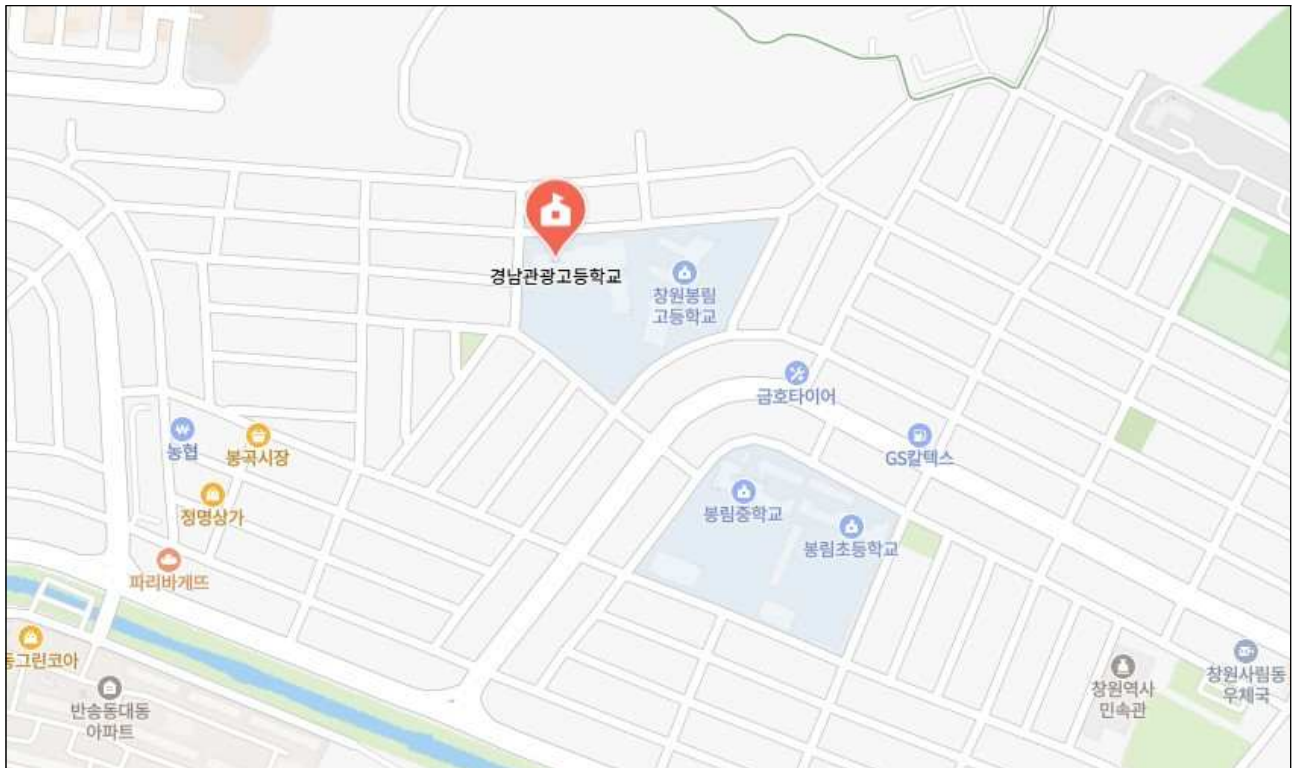 경남관광고등학교
창원봉림
고등학교
금호타이어
농협
봉곡시장
GS칼텍스
정명상가
봉림중학교
봉림초등학교
파리바게뜨
동그린코아
반송동대동
아파트
창원역사
민속관
창원사림동
우체국